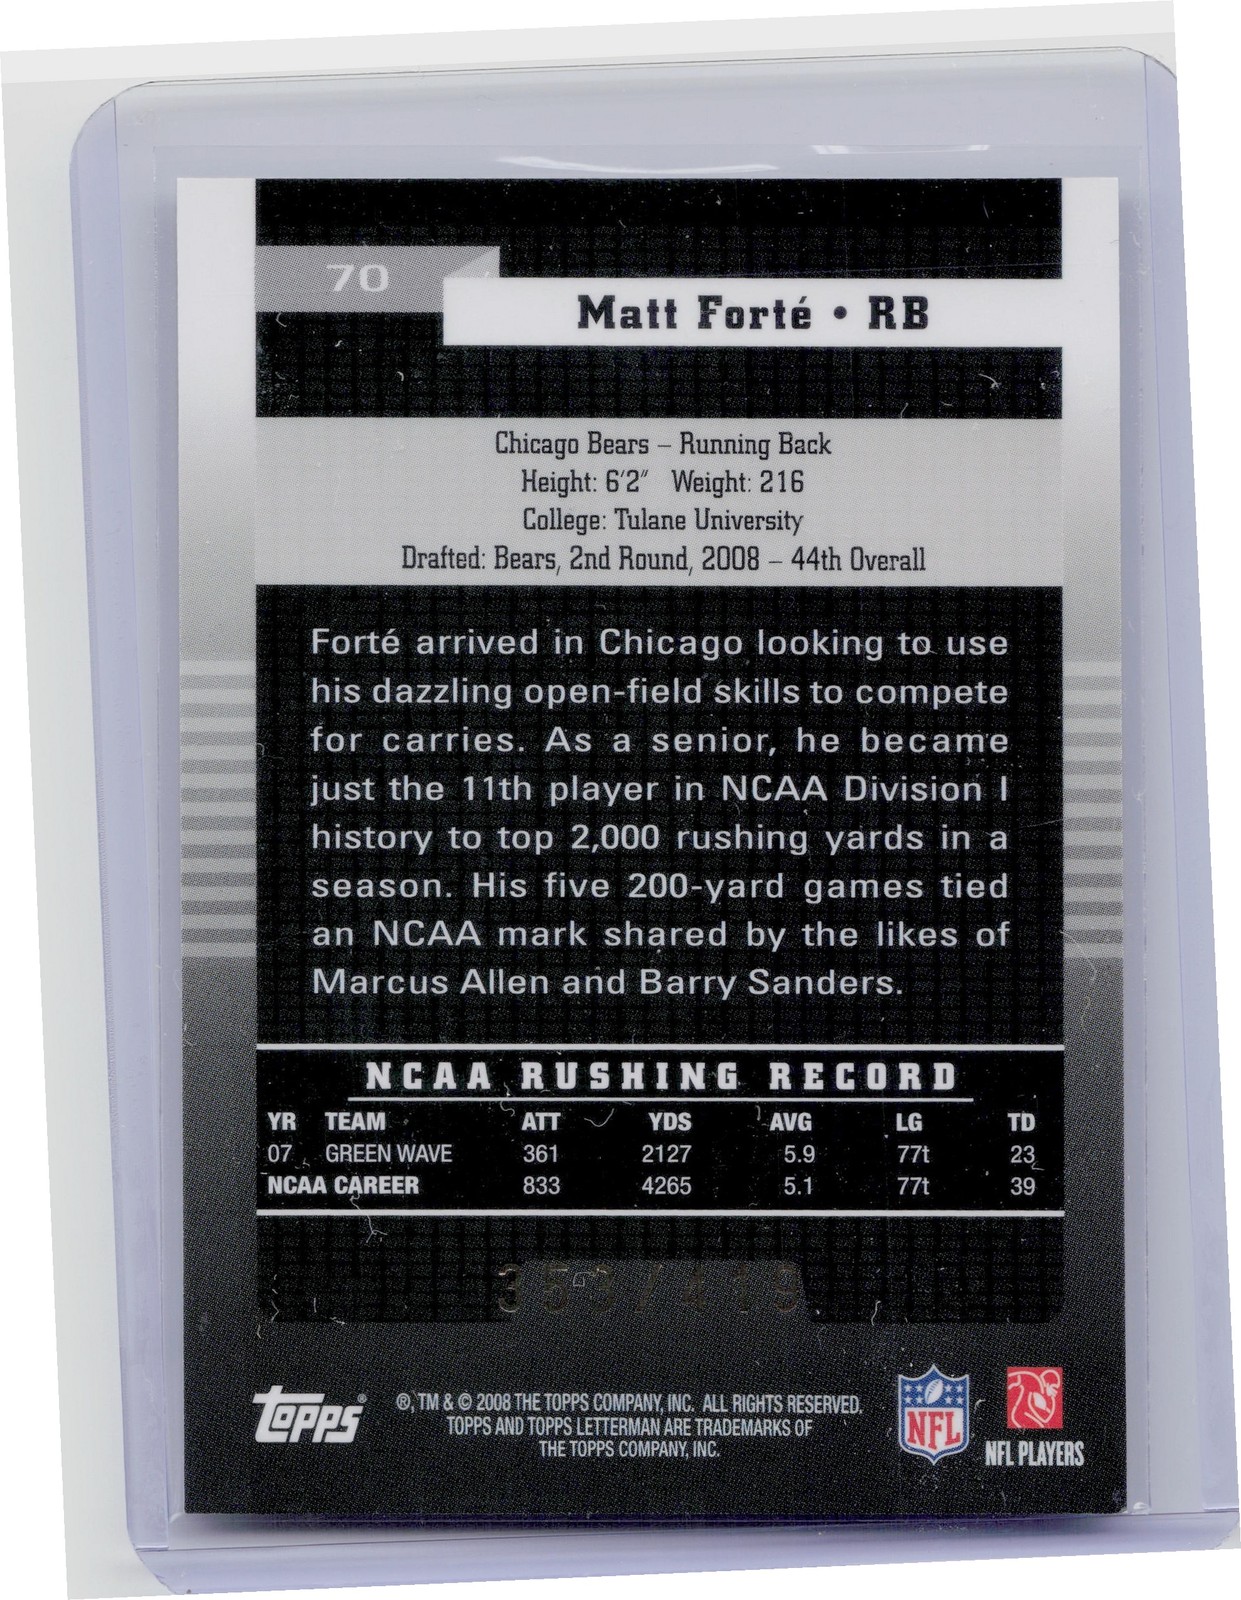 70
Matt Forté • RB
Chicago Bears – Running Back
Height: 6'2" Weight: 216
College: Tulane University
Drafted: Bears, 2nd Round, 2008 – 44th Overall
Forté arrived in Chicago looking to use
his dazzling open-field skills to compete
for carries. As a senior, he became
just the 11th player in NCAA Division I
history to top 2,000 rushing yards in a
season. His five 200-yard games tied
an NCAA mark shared by the likes of
Marcus Allen and Barry Sanders.
NCAA RUSHING RECORD
YR TEAM ATT YDS AVG LG TD
07 GREEN WAVE 361 2127 5.9 77t 23
NCAA CAREER 833 4265 5.1 77t 39
topps® ®, TM & © 2008 THE TOPPS COMPANY, INC. ALL RIGHTS RESERVED.
TOPPS AND TOPPS LETTERMAN ARE TRADEMARKS OF
THE TOPPS COMPANY, INC.
NFL
NFL PLAYERS